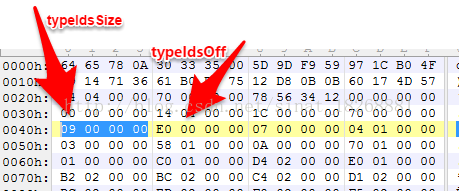 typeIdsSize
typeIdsOff
0000h: 64 65 78 0A 30 33 35 00 5D 9D F9 59 97 1C B0 4F
0010h: 14 71 36 61 B0 75 12 D8 0B 0B 60 17 4D 57
0020h: 04 00 00 70 00 00 78 56 34 12 00 00 00 00
0030h: 00 00 00 00 14 00 1C 00 00 00 70 00 00 00
0040h: 09 00 00 00 E0 00 00 00 07 00 00 00 04 01 00 00
0050h: 03 00 00 00 58 01 00 00 0A 00 00 00 70 01 00 00
0060h: 01 00 00 00 C0 01 00 00 D4 02 00 00 E0 01 00 00
0070h: B2 02 00 00 BC 02 00 00 C4 02 00 00 D1 02 00 00